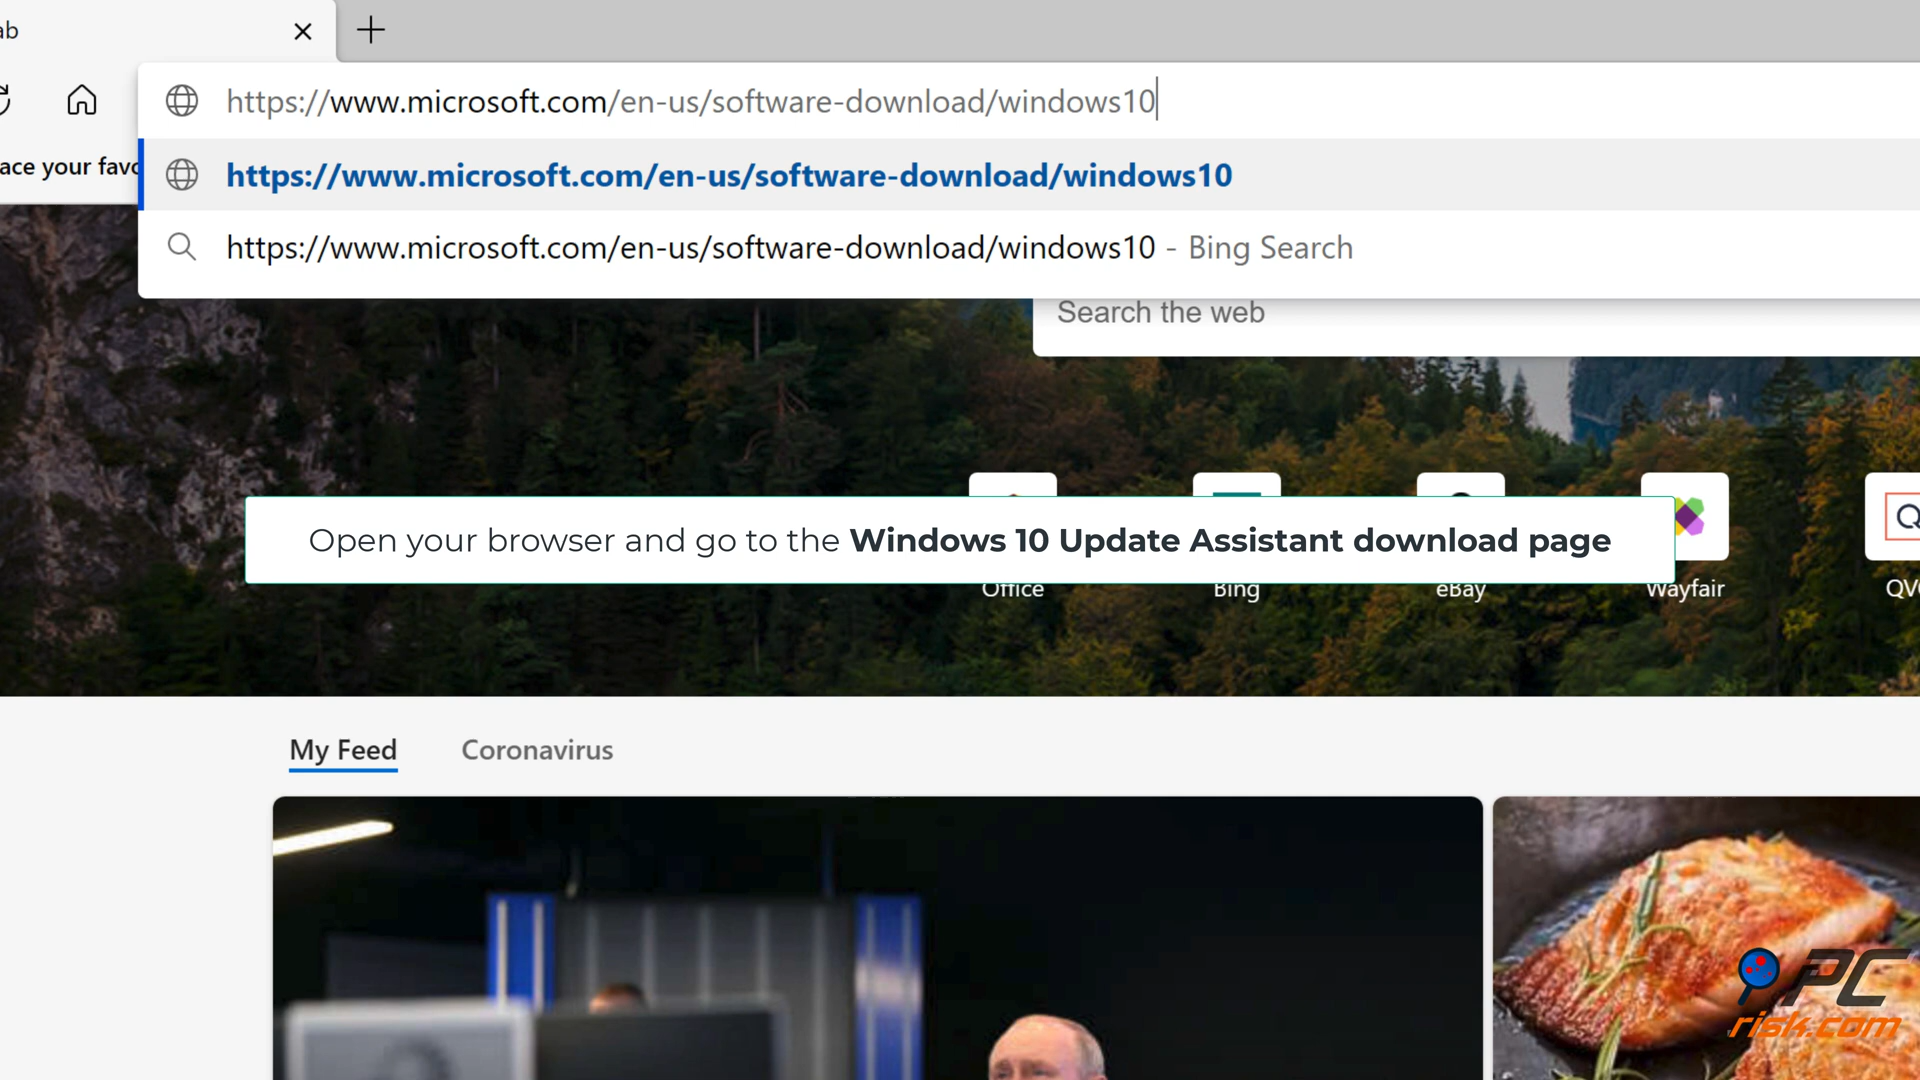 ab
https://www.microsoft.com/en-us/software-download/windows10
ace your favo
https://www.microsoft.com/en-us/software-download/windows10
https://www.microsoft.com/en-us/software-download/windows10 - Bing Search
Search the web
Open your browser and go to the Windows 10 Update Assistant download page
Office
Bing
eBay
Wayfair
QV
My Feed
Coronavirus
PC
risk.com